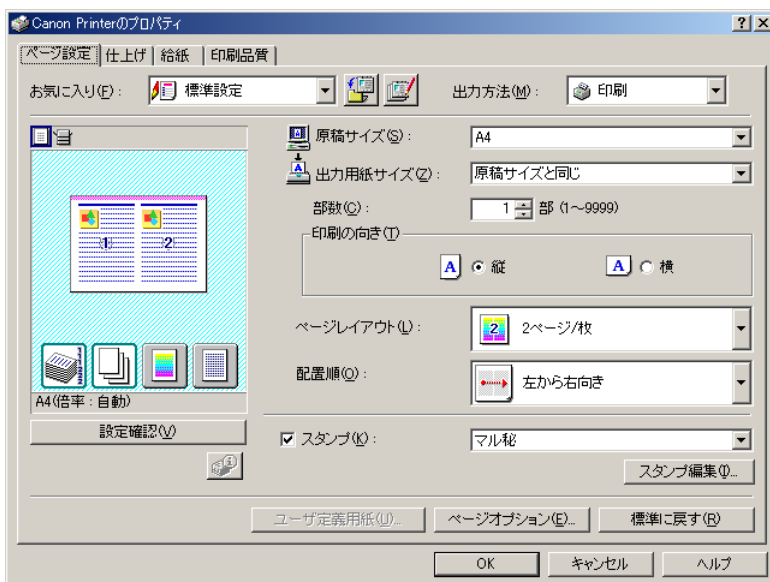 Canon Printerのプロパティ
ページ設定 仕上げ 給紙 印刷品質
お気に入り(F)： 標準設定 出力方法(M)： 印刷
原稿サイズ(S)： A4
出力用紙サイズ(Z)： 原稿サイズと同じ
部数(C)： 1 部 (1～9999)
印刷の向き(T)
A 縦 A 横
1 2
ページレイアウト(L)： 2 2ページ/枚
配置順(O)： 左から右向き
A4(倍率：自動)
設定確認(V)
スタンプ(K)： マル秘
スタンプ編集(I)...
ユーザ定義用紙(U)... ページオプション(E)... 標準に戻す(R)
OK キャンセル ヘルプ